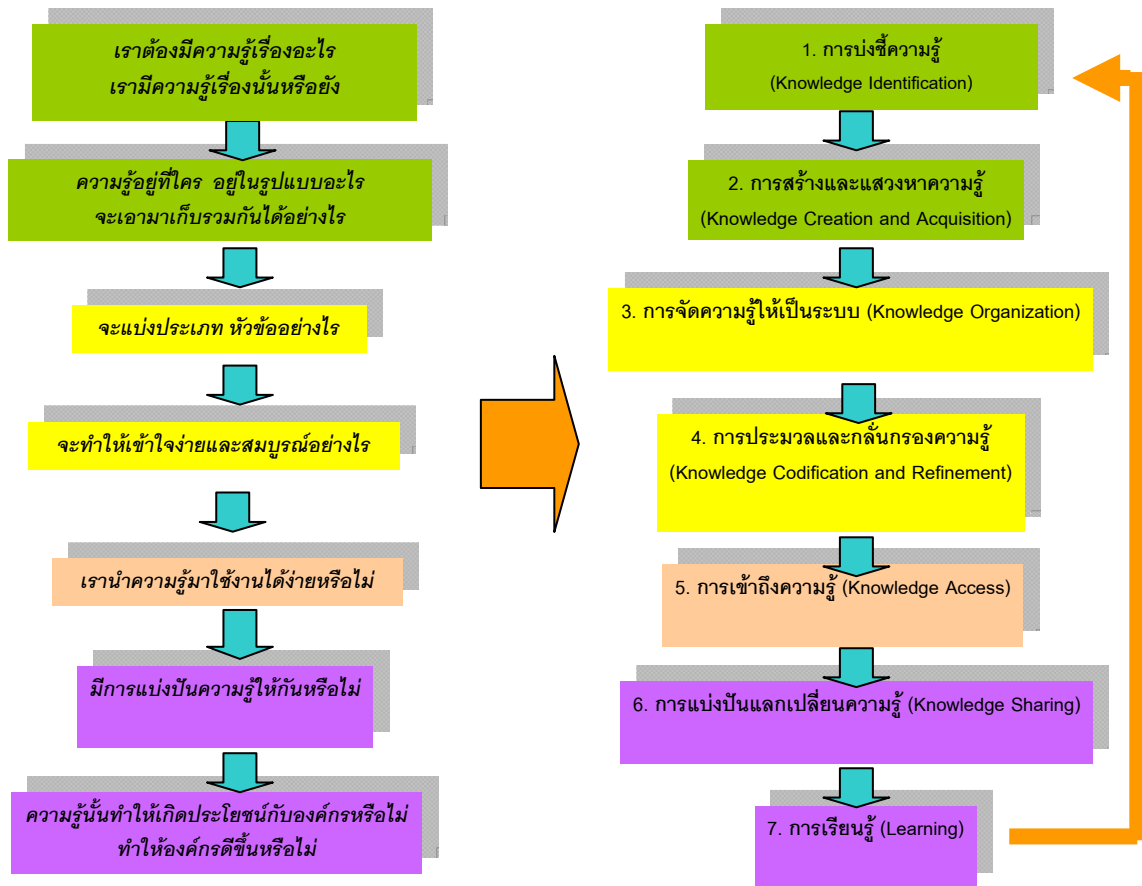 เราต้องมีความรู้เรื่องอะไร
เรามีความรู้เรื่องนั้นหรือยัง
ความรู้อยู่ที่ใคร อยู่ในรูปแบบอะไร
จะเอามาเก็บรวมกันได้อย่างไร
จะแบ่งประเภท หัวข้ออย่างไร
จะทำให้เข้าใจง่ายและสมบูรณ์อย่างไร
เรานำความรู้มาใช้งานได้ง่ายหรือไม่
มีการแบ่งปันความรู้ให้กันหรือไม่
ความรู้นั้นทำให้เกิดประโยชน์กับองค์กรหรือไม่
ทำให้องค์กรดีขึ้นหรือไม่
1. การบ่งชี้ความรู้
(Knowledge Identification)
2. การสร้างและแสวงหาความรู้
(Knowledge Creation and Acquisition)
3. การจัดความรู้ให้เป็นระบบ (Knowledge Organization)
4. การประมวลและกลั่นกรองความรู้
(Knowledge Codification and Refinement)
5. การเข้าถึงความรู้ (Knowledge Access)
6. การแบ่งปันแลกเปลี่ยนความรู้ (Knowledge Sharing)
7. การเรียนรู้ (Learning)